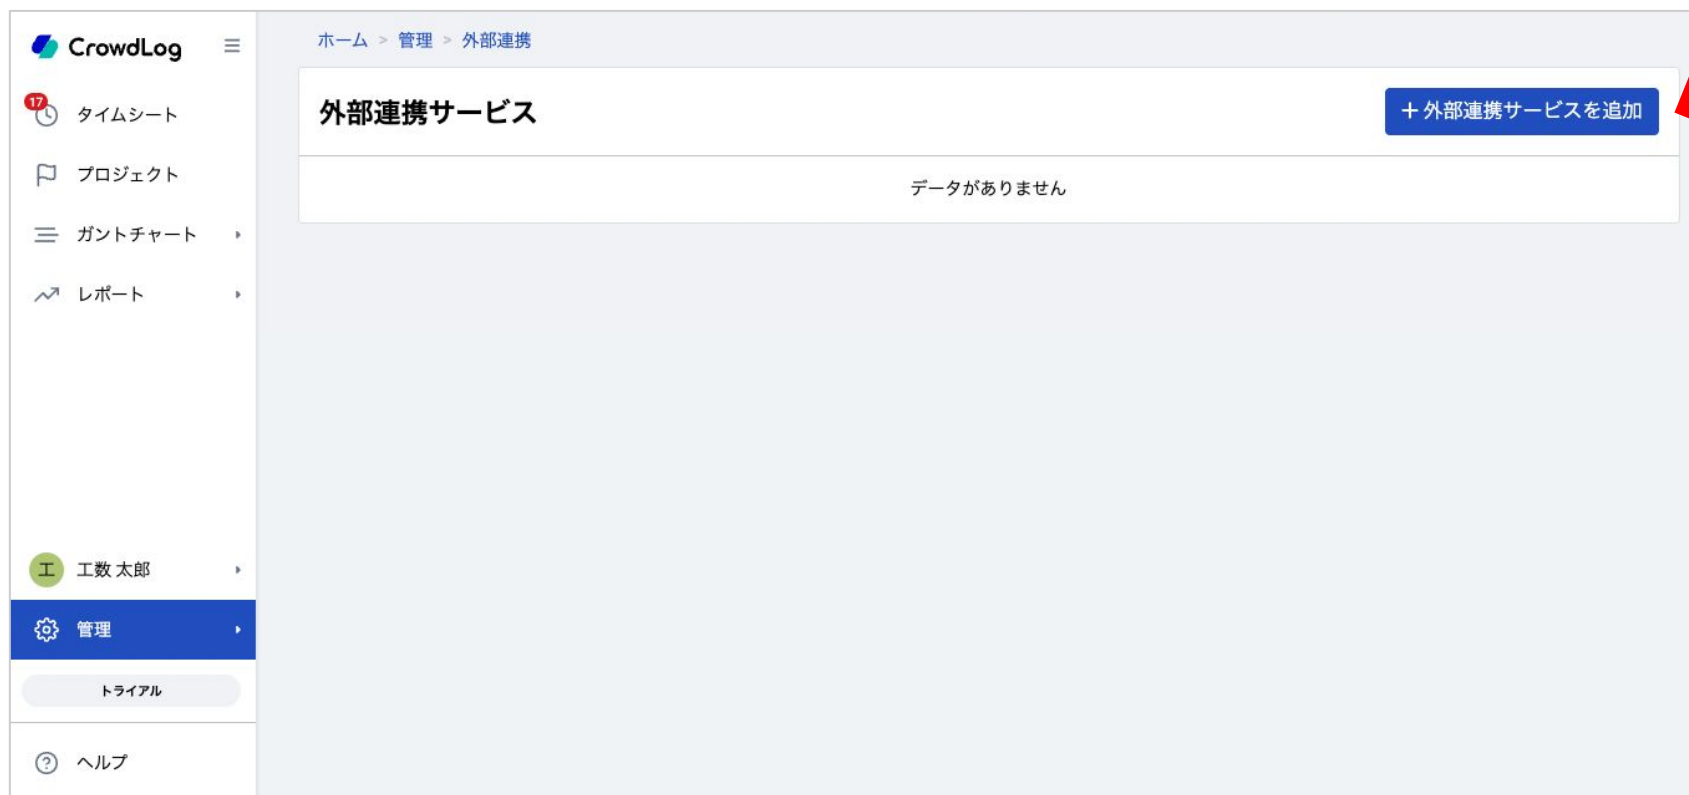 CrowdLog
17
タイムシート
プロジェクト
ガントチャート
レポート
工数 太郎
管理
トライアル
ヘルプ
ホーム > 管理 > 外部連携
外部連携サービス
+ 外部連携サービスを追加
データがありません